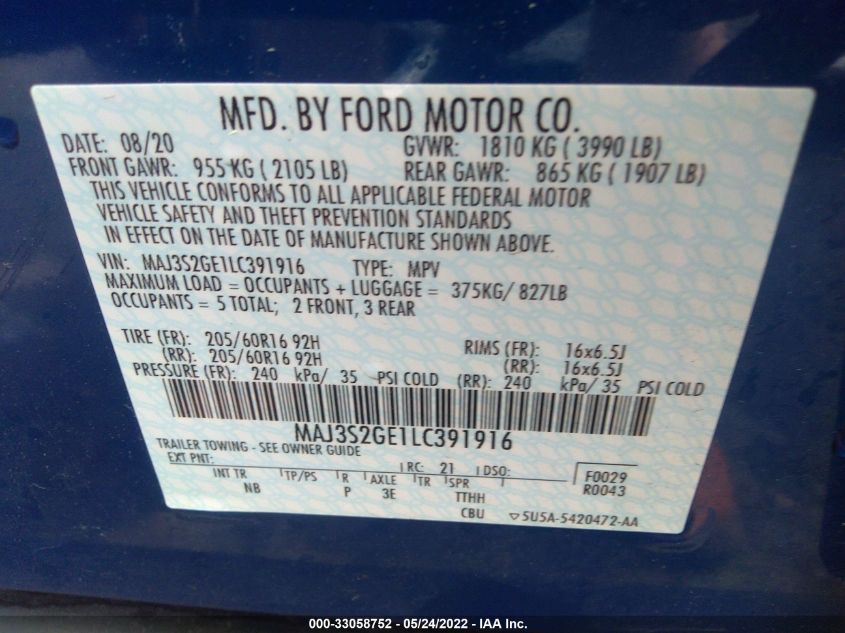 MFD. BY FORD MOTOR CO.
DATE: 08/20 GVWR: 1810 KG ( 3990 LB)
FRONT GAWR: 955 KG ( 2105 LB) REAR GAWR: 865 KG ( 1907 LB)
THIS VEHICLE CONFORMS TO ALL APPLICABLE FEDERAL MOTOR
VEHICLE SAFETY AND THEFT PREVENTION STANDARDS
IN EFFECT ON THE DATE OF MANUFACTURE SHOWN ABOVE.
VIN: MAJ3S2GE1LC391916 TYPE: MPV
MAXIMUM LOAD = OCCUPANTS + LUGGAGE = 375KG/ 827LB
OCCUPANTS = 5 TOTAL; 2 FRONT, 3 REAR
TIRE (FR): 205/60R16 92H RIMS (FR): 16x6.5J
(RR): 205/60R16 92H (RR): 16x6.5J
PRESSURE (FR): 240 kPa/ 35 PSI COLD (RR): 240 kPa/ 35 PSI COLD
MAJ3S2GE1LC391916
TRAILER TOWING - SEE OWNER GUIDE
EXT PNT: RC: 21 DSO: F0029
INT TR TP/PS R AXLE TR SPR R0043
NB P 3E TTHH
CBU ▽5U5A-5420472-AA
000-33058752 - 05/24/2022 - IAA Inc.